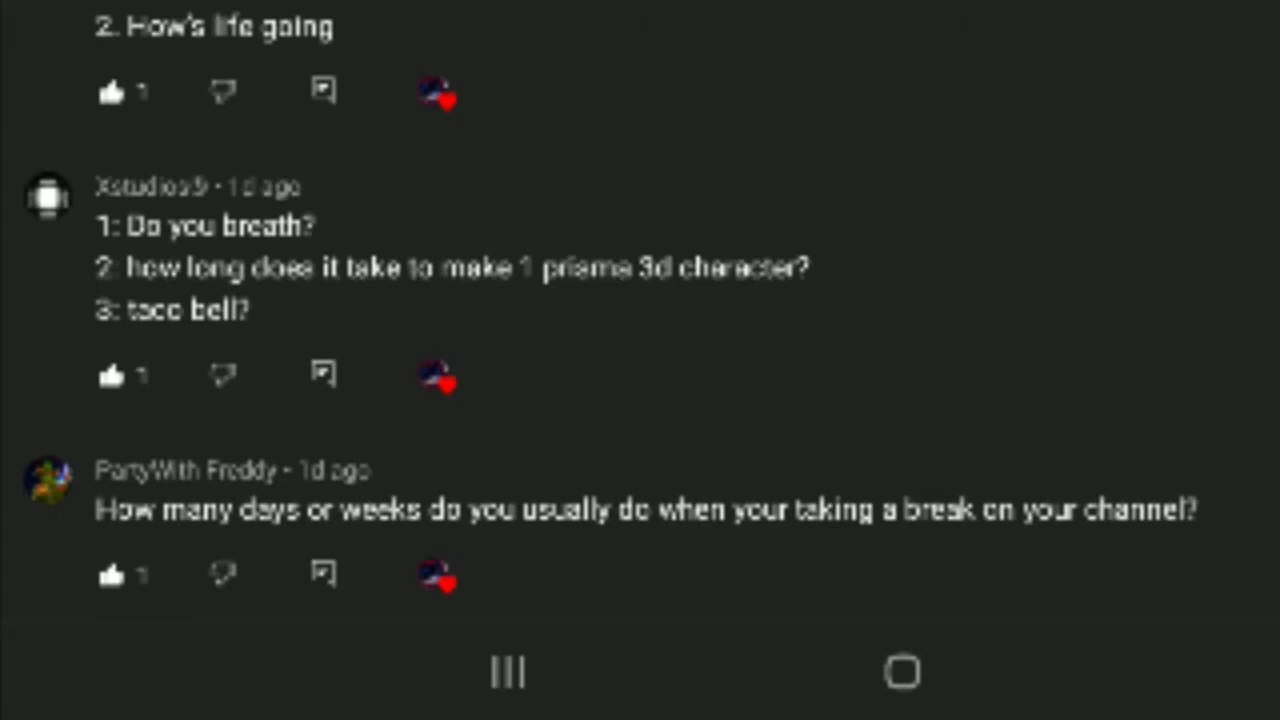 2. How's life going
1
Xstudios9 • 1d ago
1: Do you breath?
2: how long does it take to make 1 prisma 3d character?
3: taco bell?
1
PartyWith Freddy • 1d ago
How many days or weeks do you usually do when your taking a break on your channel?
1